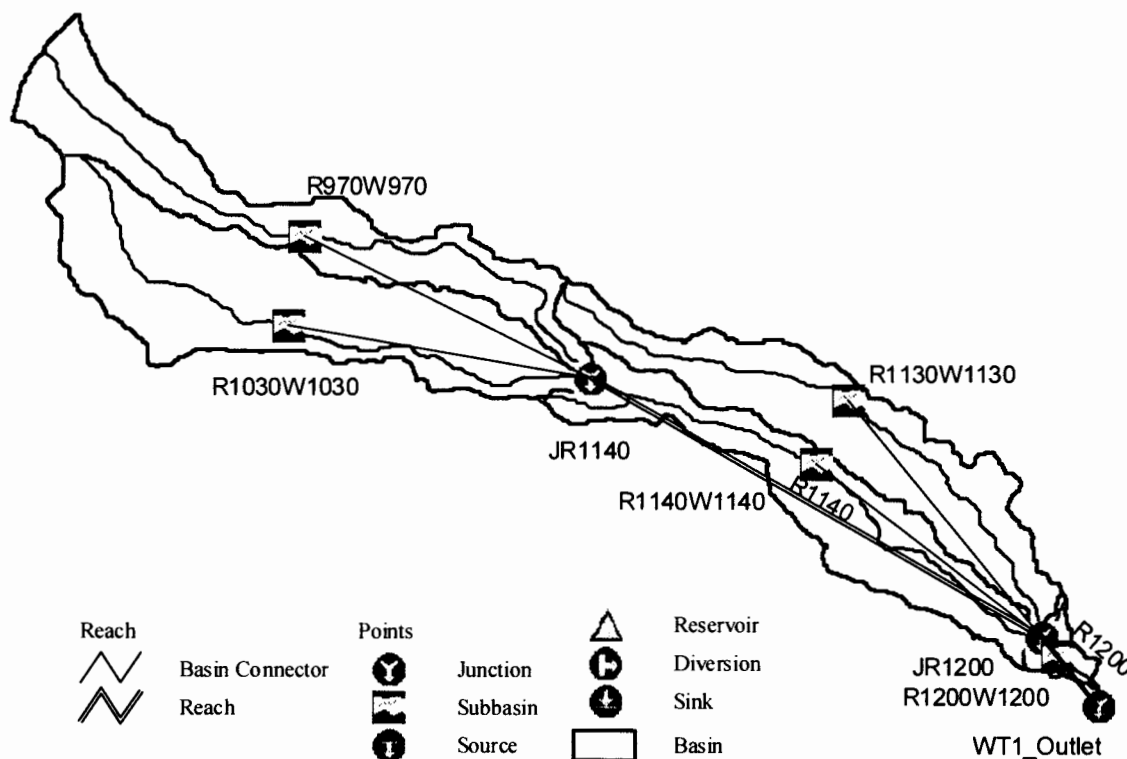 R970W970
R1130W1130
R1030W1030
JR1140
R1140W1140
R1140
R1200
JR1200
R1200W1200
WT1_Outlet
Reach
Basin Connector
Reach
Points
Junction
Subbasin
Source
Reservoir
Diversion
Sink
Basin